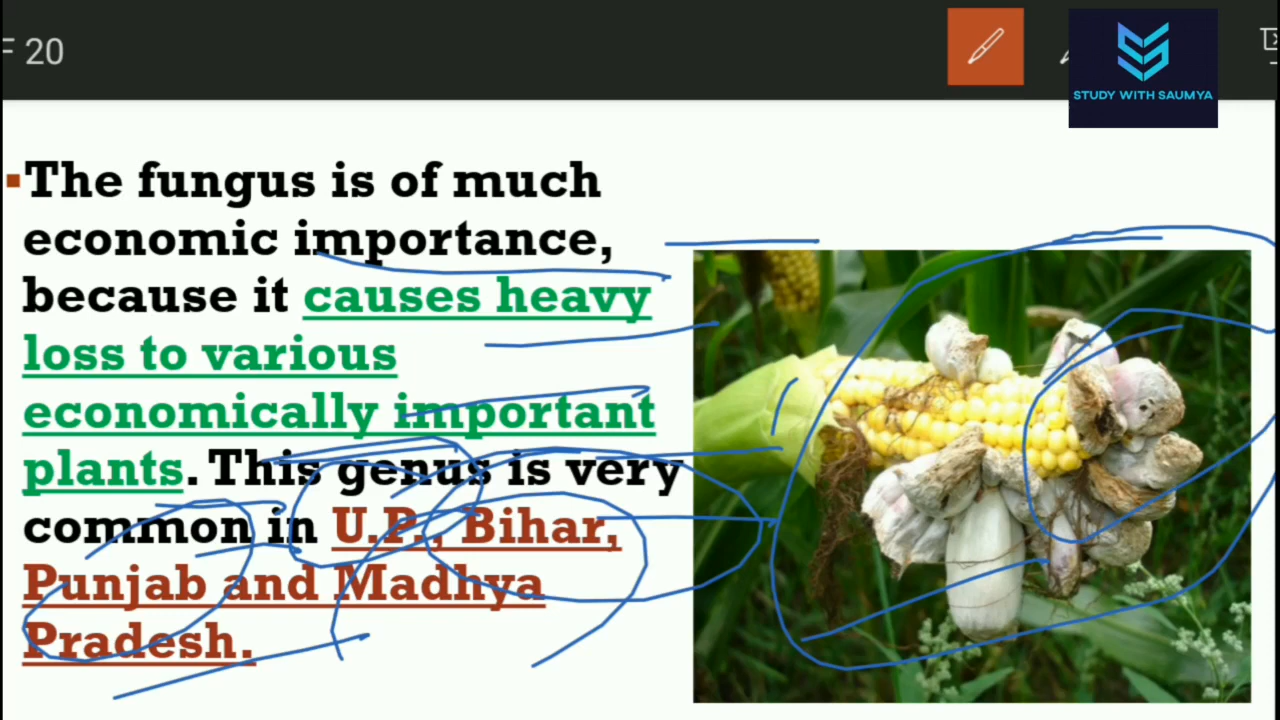 F 20
STUDY WITH SAUMYA
The fungus is of much
economic importance,
because it causes heavy
loss to various
economically important
plants. This genus is very
common in U.P., Bihar,
Punjab and Madhya
Pradesh.